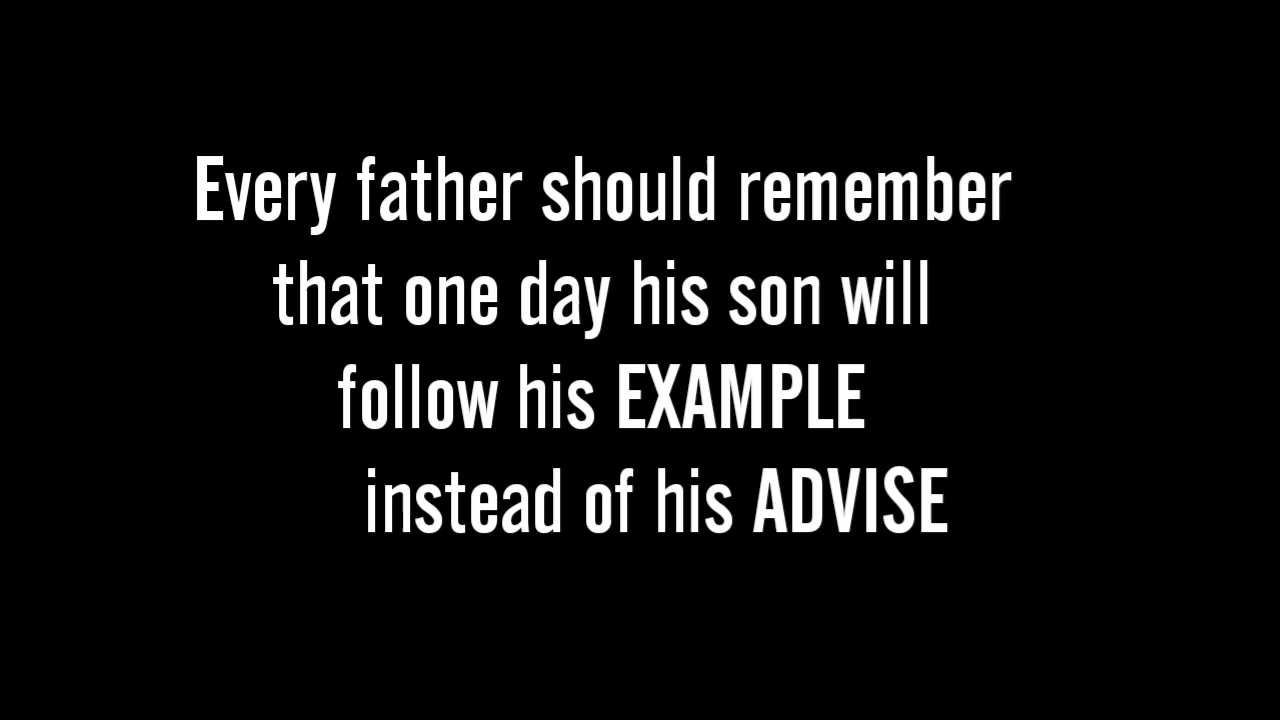 Every father should remember
that one day his son will
follow his EXAMPLE
instead of his ADVISE